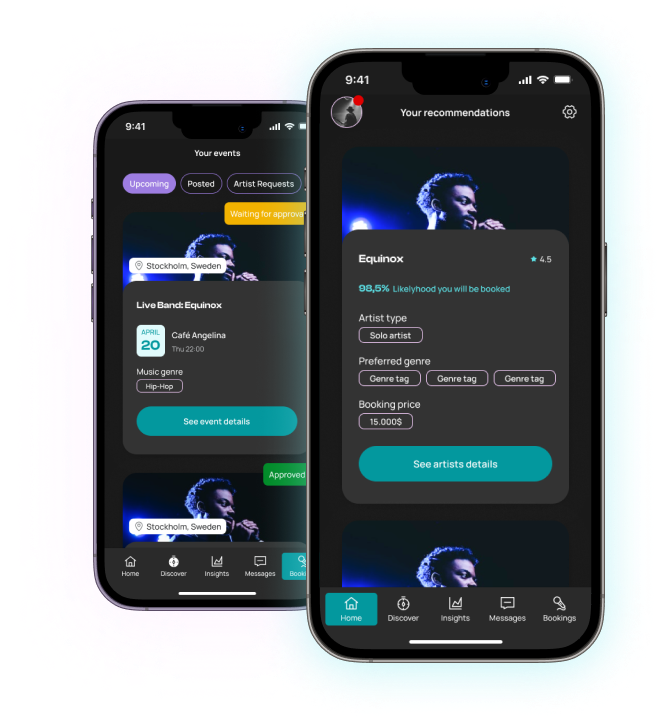 9:41
Your events
Upcoming
Posted
Artist Requests
Waiting for approva
Stockholm, Sweden
Live Band: Equinox
APRIL
20
Café Angelina
Thu 22:00
Music genre
Hip-Hop
See event details
Approved
Stockholm, Sweden
Home
Discover
Insights
Messages
Book
9:41
Your recommendations
Equinox
4.5
98,5% Likelyhood you will be booked
Artist type
Solo artist
Preferred genre
Genre tag
Genre tag
Genre tag
Booking price
15.000$
See artists details
Home
Discover
Insights
Messages
Bookings